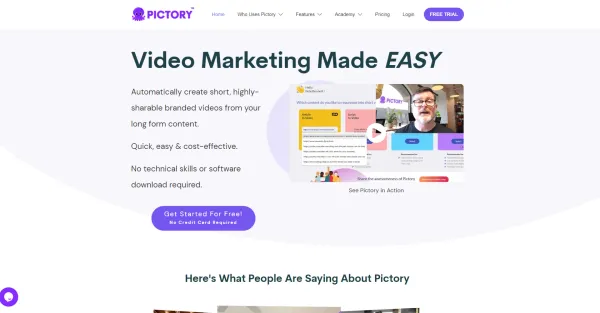 PICTORY
Home
Who Uses Pictory
Features
Academy
Pricing
Login
FREE TRIAL
Video Marketing Made EASY
Automatically create short, highly-
sharable branded videos from your
long form content.
Quick, easy & cost-effective.
No technical skills or software
download required.
Get Started For Free!
No Credit Card Required
PICTORY
See Pictory in Action
Here's What People Are Saying About Pictory